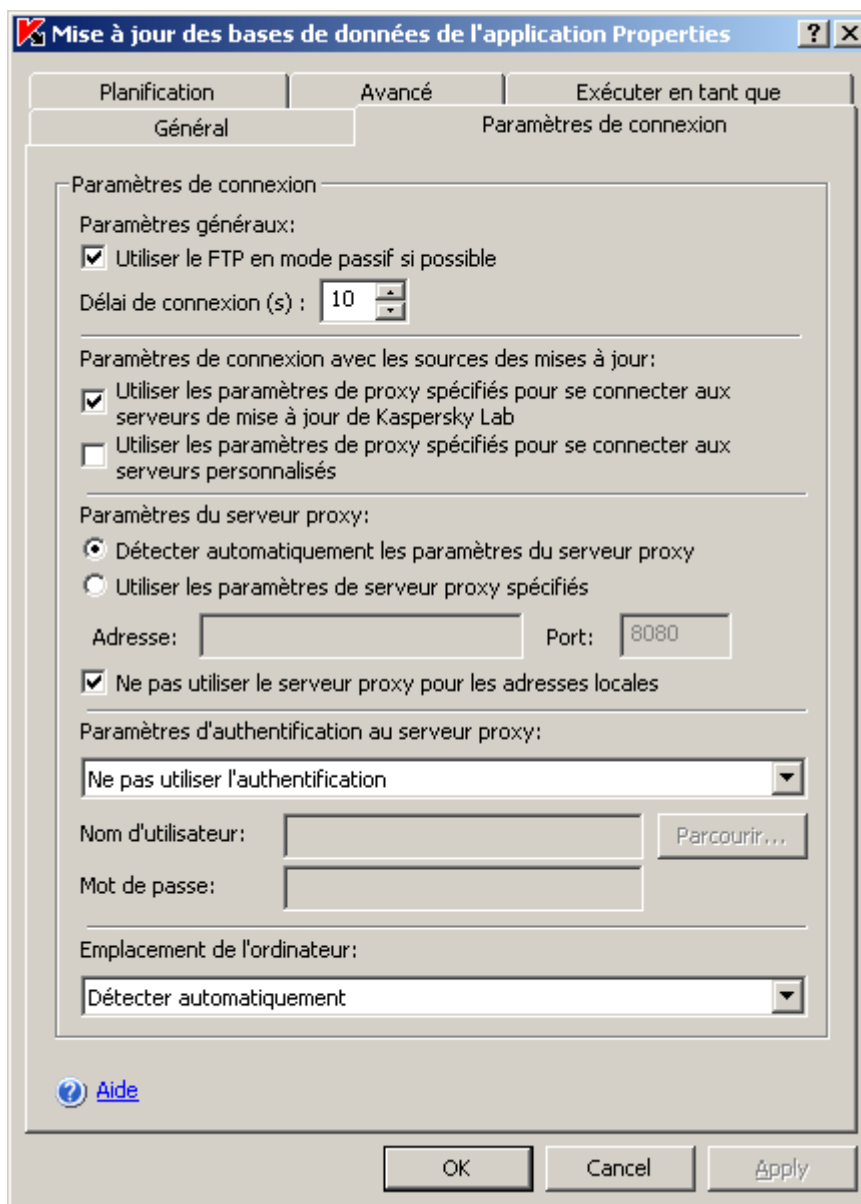 Mise à jour des bases de données de l'application Properties
Planification Avancé Exécuter en tant que
Général Paramètres de connexion
Paramètres de connexion
Paramètres généraux:
Utiliser le FTP en mode passif si possible
Délai de connexion (s) : 10
Paramètres de connexion avec les sources des mises à jour:
Utiliser les paramètres de proxy spécifiés pour se connecter aux
serveurs de mise à jour de Kaspersky Lab
Utiliser les paramètres de proxy spécifiés pour se connecter aux
serveurs personnalisés
Paramètres du serveur proxy:
Détecter automatiquement les paramètres du serveur proxy
Utiliser les paramètres de serveur proxy spécifiés
Adresse: Port: 8080
Ne pas utiliser le serveur proxy pour les adresses locales
Paramètres d'authentification au serveur proxy:
Ne pas utiliser l'authentification
Nom d'utilisateur: Parcourir...
Mot de passe:
Emplacement de l'ordinateur:
Détecter automatiquement
Aide
OK Cancel Apply